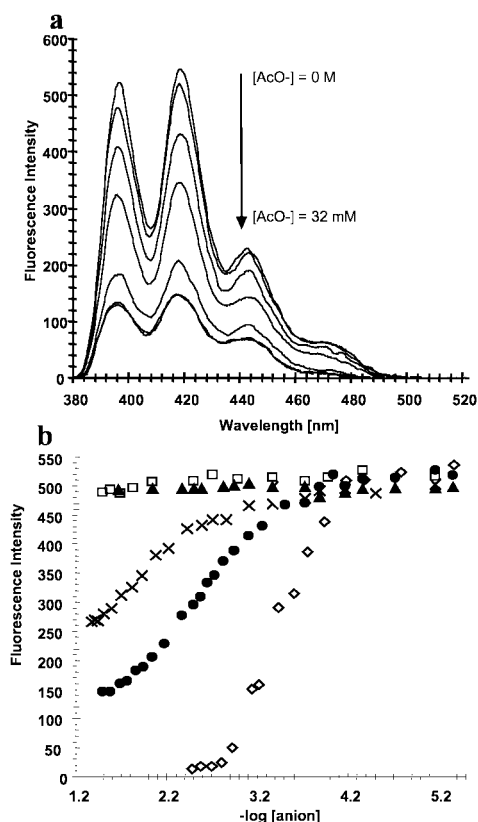 a
600
500
400
300
200
100
0
Fluorescence Intensity
[AcO-] = 0 M
[AcO-] = 32 mM
380 400 420 440 460 480 500 520
Wavelength [nm]
b
550
500
450
400
350
300
250
200
150
100
50
0
Fluorescence Intensity
1.2 2.2 3.2 4.2 5.2
-log [anion]